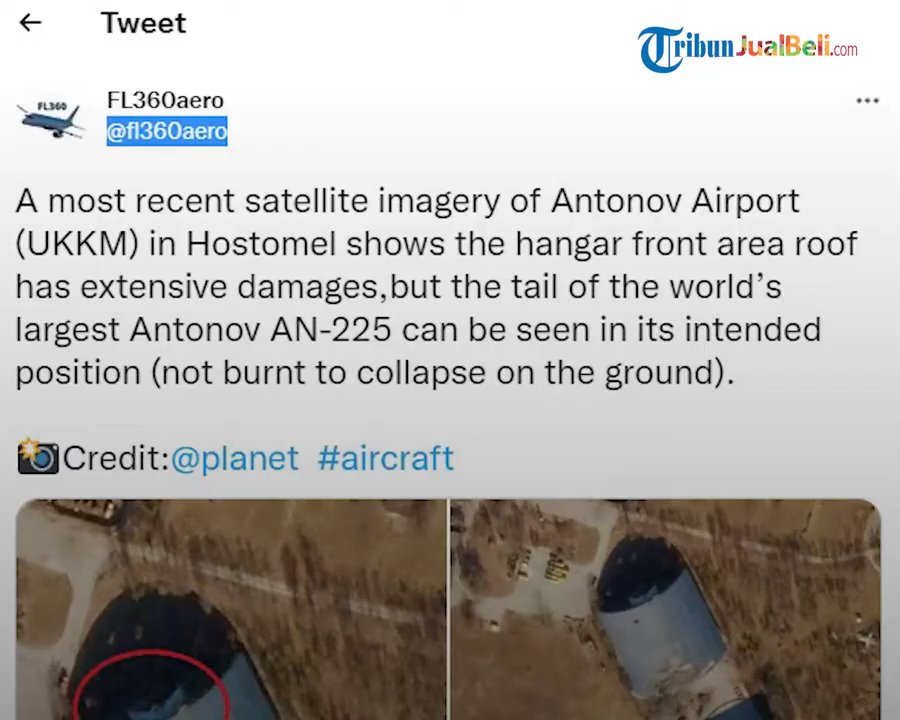 Tweet
TribunJualBeli.com
FL360
FL360aero
@fl360aero
A most recent satellite imagery of Antonov Airport
(UKKM) in Hostomel shows the hangar front area roof
has extensive damages,but the tail of the world’s
largest Antonov AN-225 can be seen in its intended
position (not burnt to collapse on the ground).
Credit:@planet #aircraft